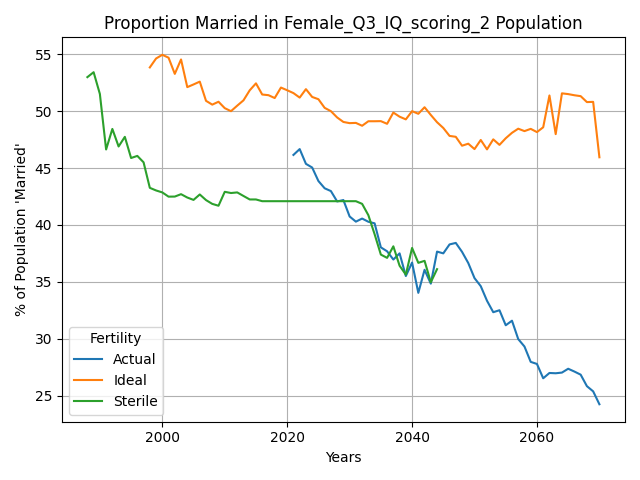 Proportion Married in Female_Q3_IQ_scoring_2 Population
% of Population 'Married'
55
50
45
40
35
30
25
Fertility
Actual
Ideal
Sterile
2000 2020 2040 2060
Years